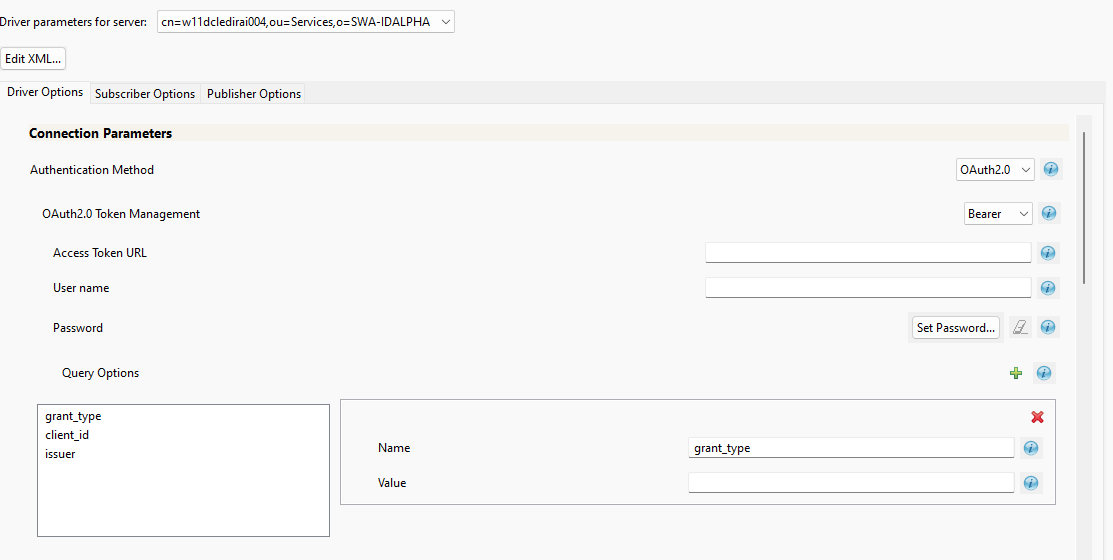 Driver parameters for server: cn=w11dcledirai004,ou=Services,o=SWA-IDALPHA
Edit XML...
Driver Options Subscriber Options Publisher Options
Connection Parameters
Authentication Method OAuth2.0
OAuth2.0 Token Management Bearer
Access Token URL
User name
Password Set Password...
Query Options
grant_type
client_id
issuer
Name grant_type
Value